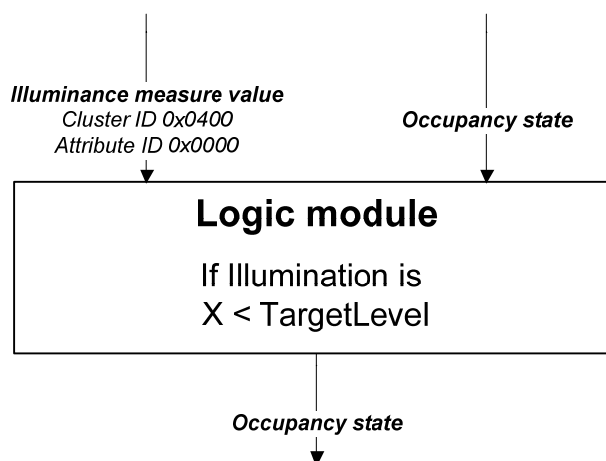 Illuminance measure value
Cluster ID 0x0400
Attribute ID 0x0000
Occupancy state
Logic module
If Illumination is
X < TargetLevel
Occupancy state